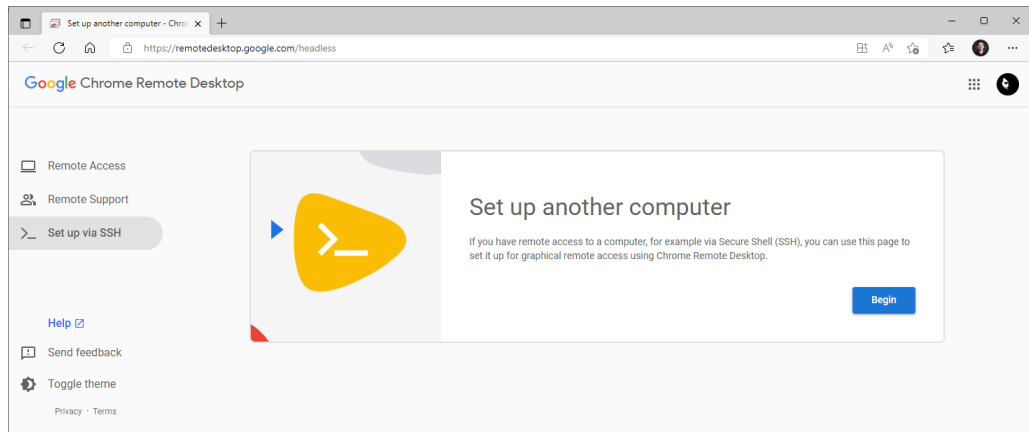 Set up another computer - Chro
https://remotedesktop.google.com/headless
Google Chrome Remote Desktop
Remote Access
Remote Support
Set up via SSH
Help
Send feedback
Toggle theme
Privacy · Terms
Set up another computer
If you have remote access to a computer, for example via Secure Shell (SSH), you can use this page to
set it up for graphical remote access using Chrome Remote Desktop.
Begin